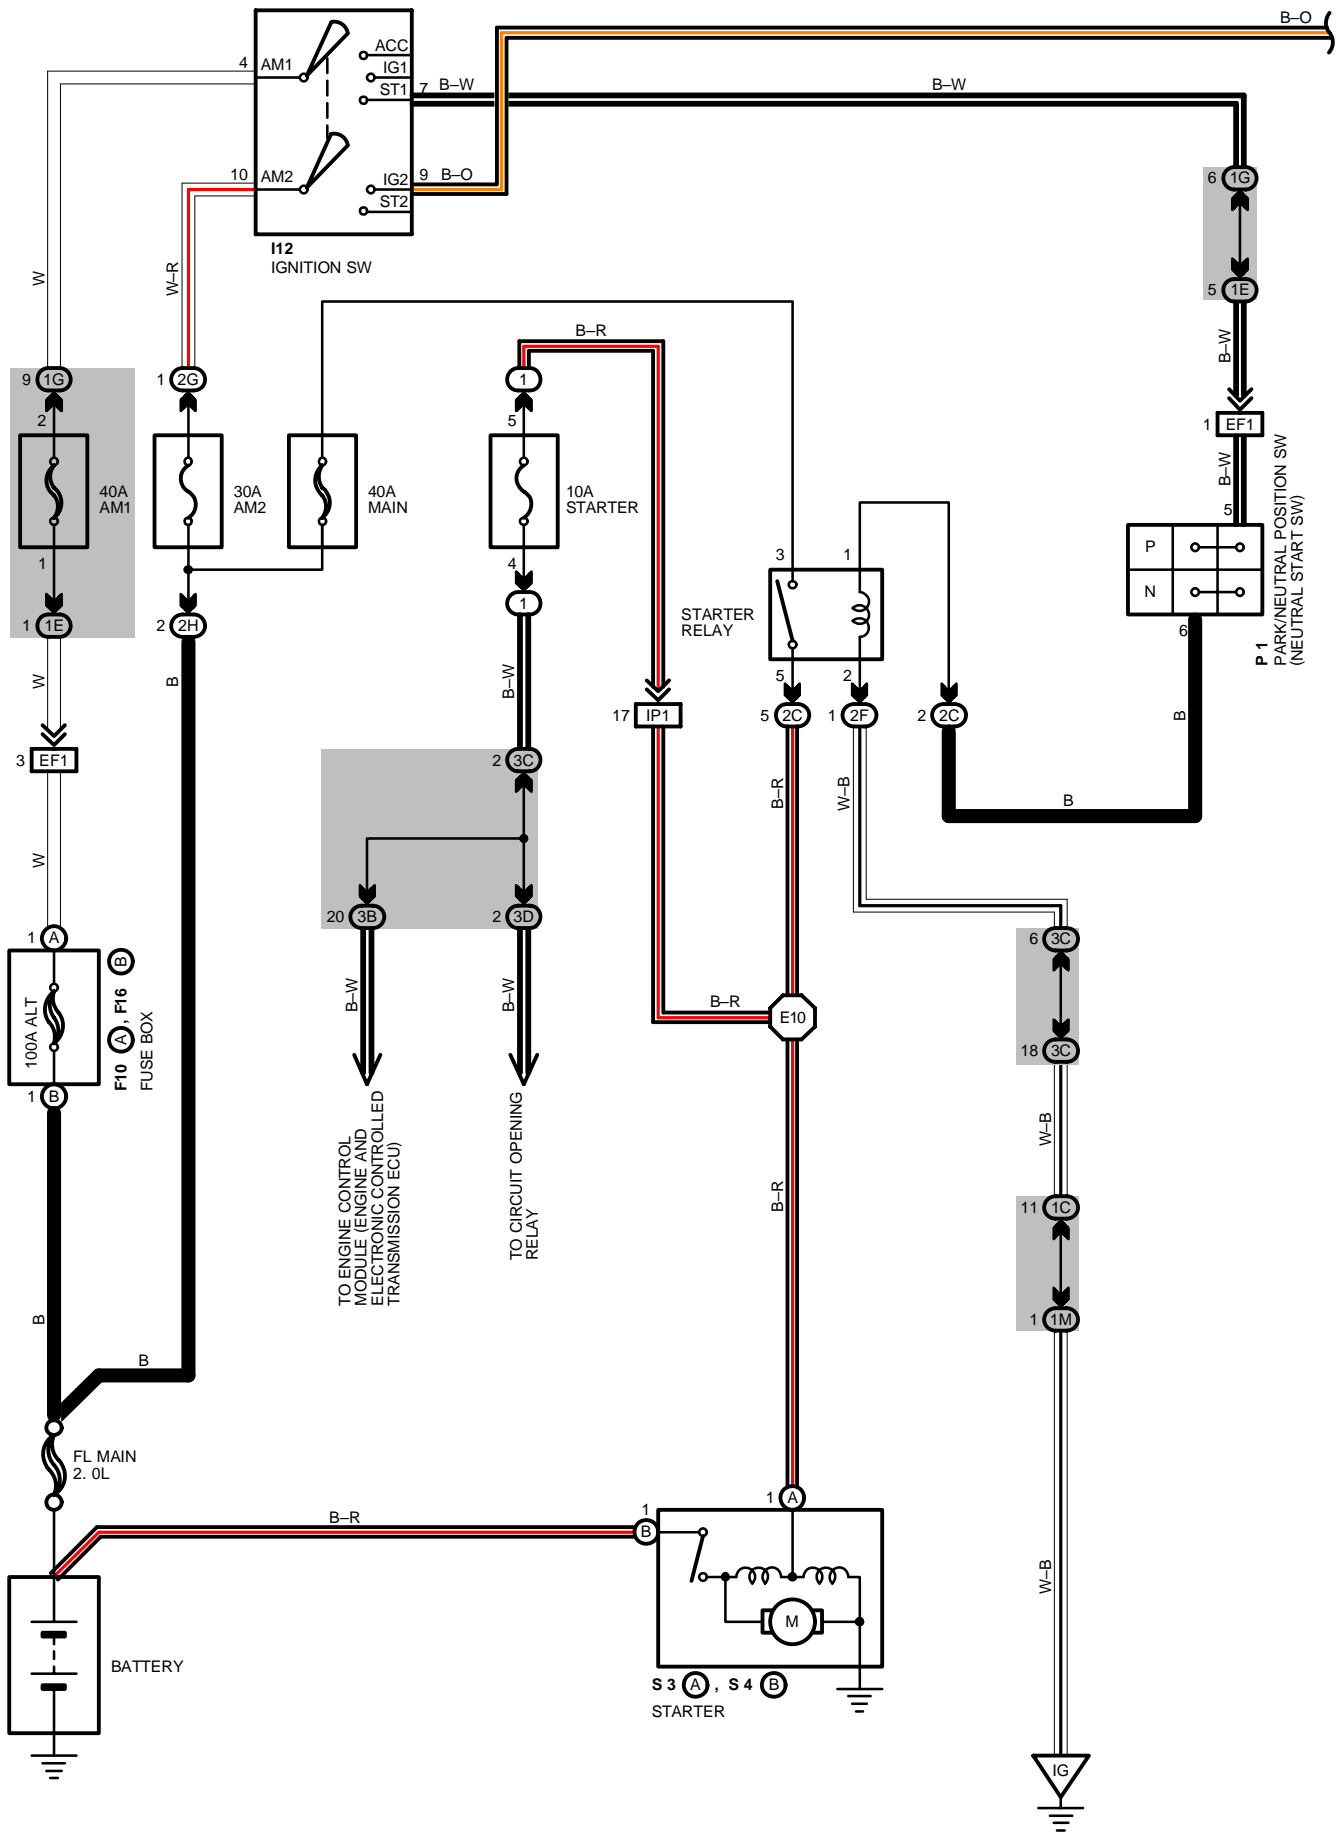 B–O
4 AM1
ACC
IG1
ST1
7 B–W
B–W
10 AM2
IG2
9 B–O
ST2
I12
IGNITION SW
6 1G
W
W–R
5 1E
B–R
B–W
9 1G
1 2G
1
2
5
1 EF1
40A
AM1
30A
AM2
40A
MAIN
10A
STARTER
B–W
5
P
N
P 1
PARK/NEUTRAL POSITION SW
(NEUTRAL START SW)
1
4
3
1
1 1E
2 2H
1
STARTER
RELAY
6
W
B
B–W
5
2
17 IP1
5 2C
1 2F
2 2C
B
3 EF1
2 3C
B–R
W–B
B
W
20 3B
2 3D
6 3C
1 A
100A ALT
F10 A , F16 B
FUSE BOX
B–W
B–W
B–R
E10
18 3C
1 B
TO ENGINE CONTROL
MODULE (ENGINE AND
ELECTRONIC CONTROLLED
TRANSMISSION ECU)
TO CIRCUIT OPENING
RELAY
W–B
B–R
11 1C
B
1 1M
B
FL MAIN
2. 0L
1 A
B–R
1
B
W–B
M
BATTERY
S 3 A , S 4 B
STARTER
IG